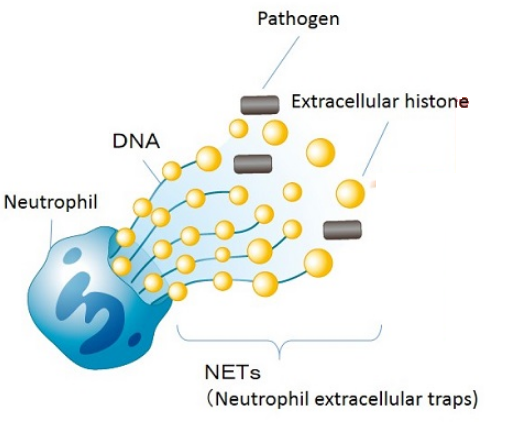 Pathogen
Extracellular histone
DNA
Neutrophil
NETs
(Neutrophil extracellular traps)